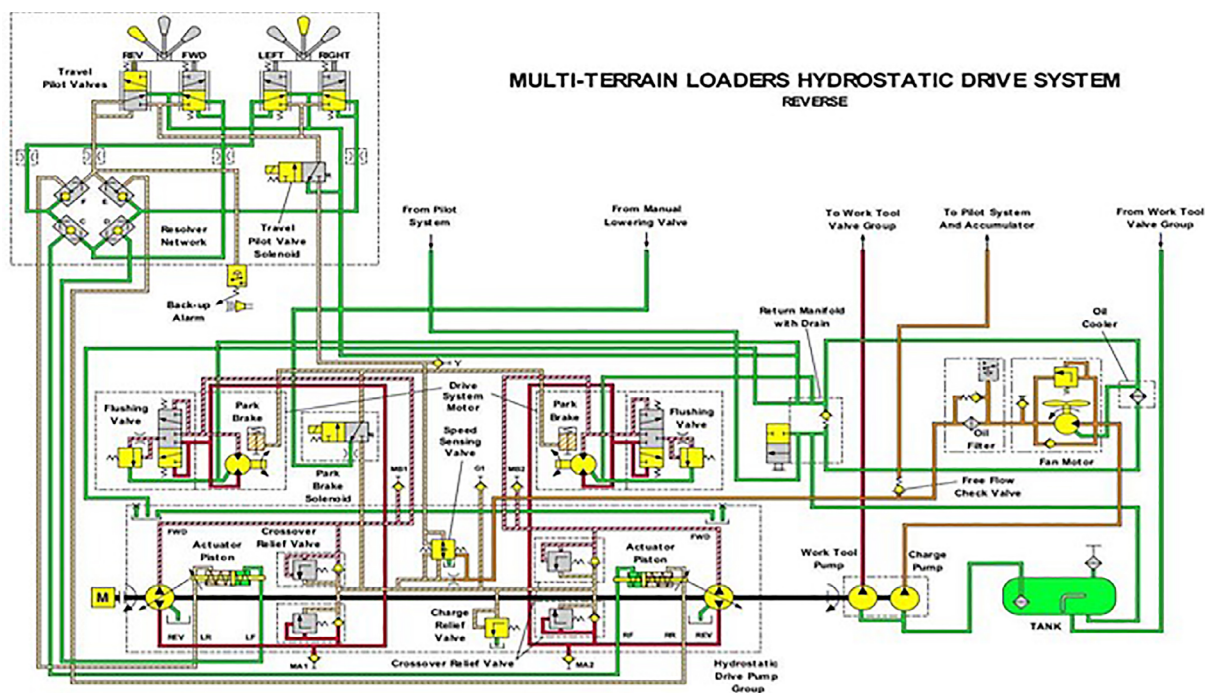 MULTI-TERRAIN LOADERS HYDROSTATIC DRIVE SYSTEM
REVERSE
REV
FWD
LEFT
RIGHT
Travel
Pilot Valves
F
E
C
D
Resolver
Network
Travel
Pilot Valve
Solenoid
Back-up
Alarm
From Pilot
System
From Manual
Lowering Valve
To Work Tool
Valve Group
To Pilot System
And Accumulator
From Work Tool
Valve Group
Return Manifold
with Drain
Oil
Cooler
Y
Flushing
Valve
Park
Brake
Drive
System
Motor
Speed
Sensing
Valve
Park
Brake
Flushing
Valve
Park
Brake
Solenoid
MB1
G1
MB2
Oil
Filter
Fan Motor
Free Flow
Check Valve
FWD
Actuator
Piston
Crossover
Relief Valve
Actuator
Piston
FWD
Work Tool
Pump
Charge
Pump
M
REV
LR
LF
Charge
Relief
Valve
RF
RR
REV
TANK
MA1
Crossover Relief Valve
MA2
Hydrostatic
Drive Pump
Group